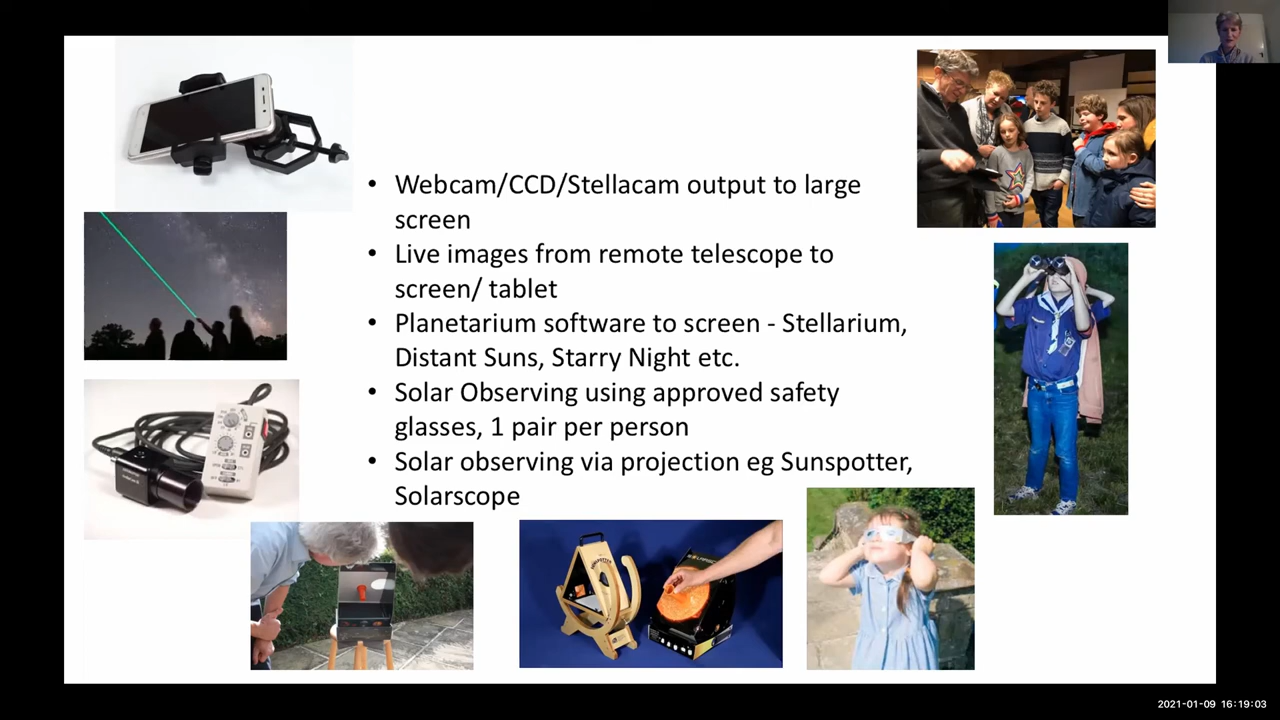 • Webcam/CCD/Stellacam output to large
screen
• Live images from remote telescope to
screen/ tablet
• Planetarium software to screen - Stellarium,
Distant Suns, Starry Night etc.
• Solar Observing using approved safety
glasses, 1 pair per person
• Solar observing via projection eg Sunspotter,
Solarscope
2021-01-09 16:19:03